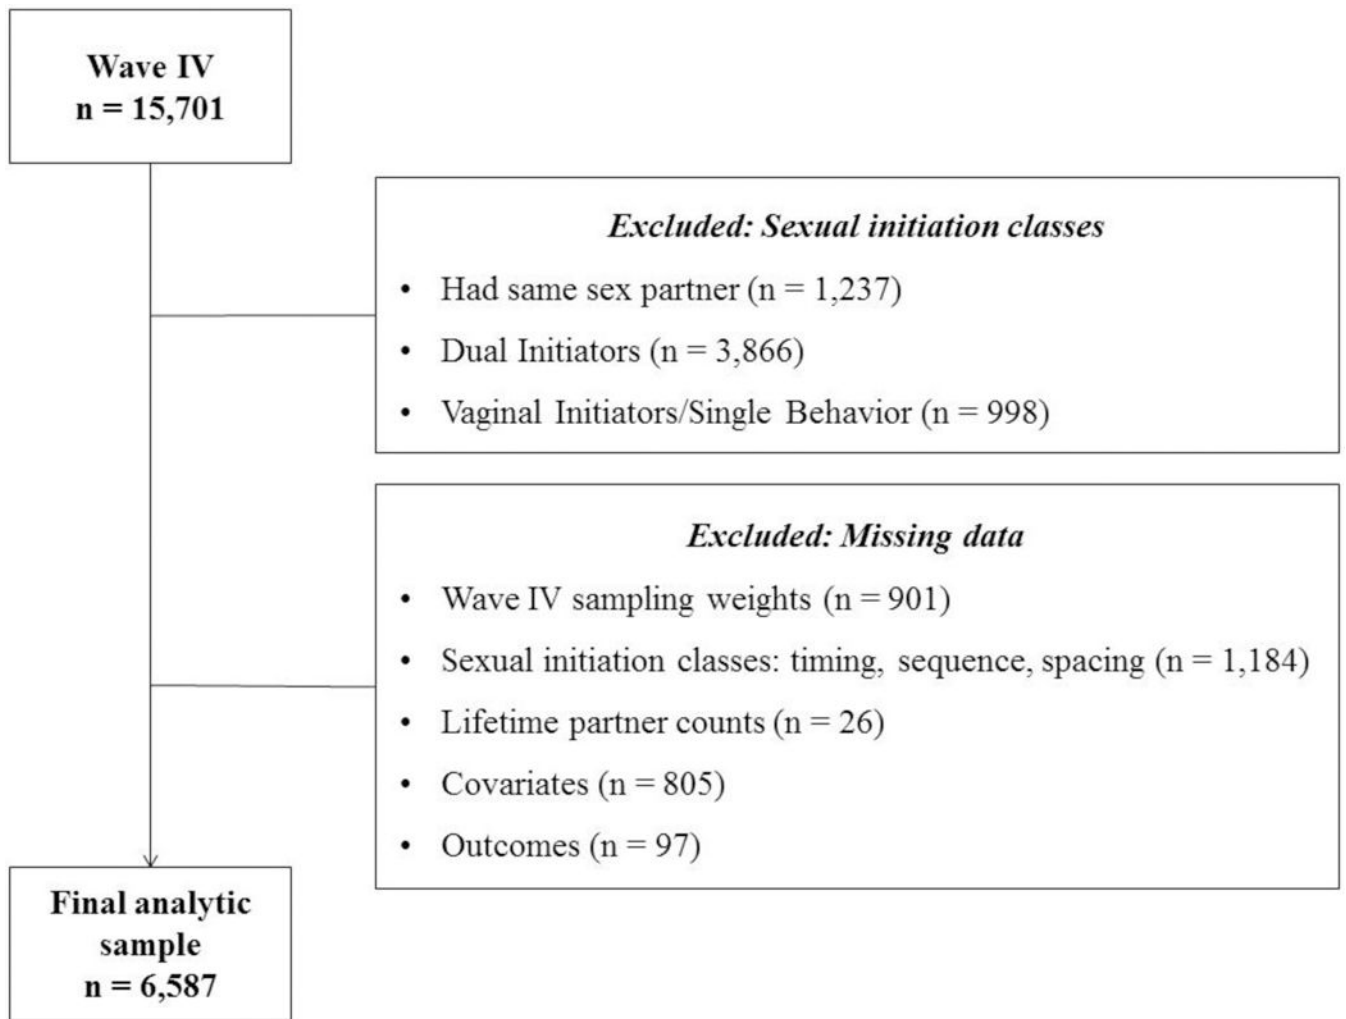 Wave IV
n = 15,701
Excluded: Sexual initiation classes
• Had same sex partner (n = 1,237)
• Dual Initiators (n = 3,866)
• Vaginal Initiators/Single Behavior (n = 998)
Excluded: Missing data
• Wave IV sampling weights (n = 901)
• Sexual initiation classes: timing, sequence, spacing (n = 1,184)
• Lifetime partner counts (n = 26)
• Covariates (n = 805)
• Outcomes (n = 97)
Final analytic
sample
n = 6,587